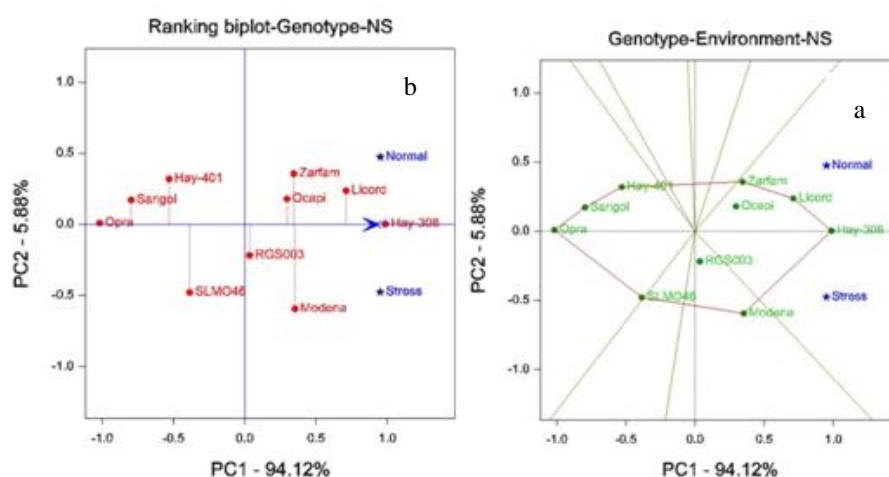 Ranking biplot-Genotype-NS
b
PC2 - 5.88%
1.0
0.5
0.0
-0.5
-1.0
Normal
Zarfam
Hay-401
Licord
Sarigol
Ocapi
Opra
Hay-308
RGS003
SLMO46
Stress
Modena
-1.0 -0.5 0.0 0.5 1.0
PC1 - 94.12%
Genotype-Environment-NS
a
PC2 - 5.88%
1.0
0.5
0.0
-0.5
-1.0
Normal
Zarfam
Hay-401
Licord
Sarigol
Ocapi
Opra
Hay-308
RGS003
SLMO46
Stress
Modena
-1.0 -0.5 0.0 0.5 1.0
PC1 - 94.12%